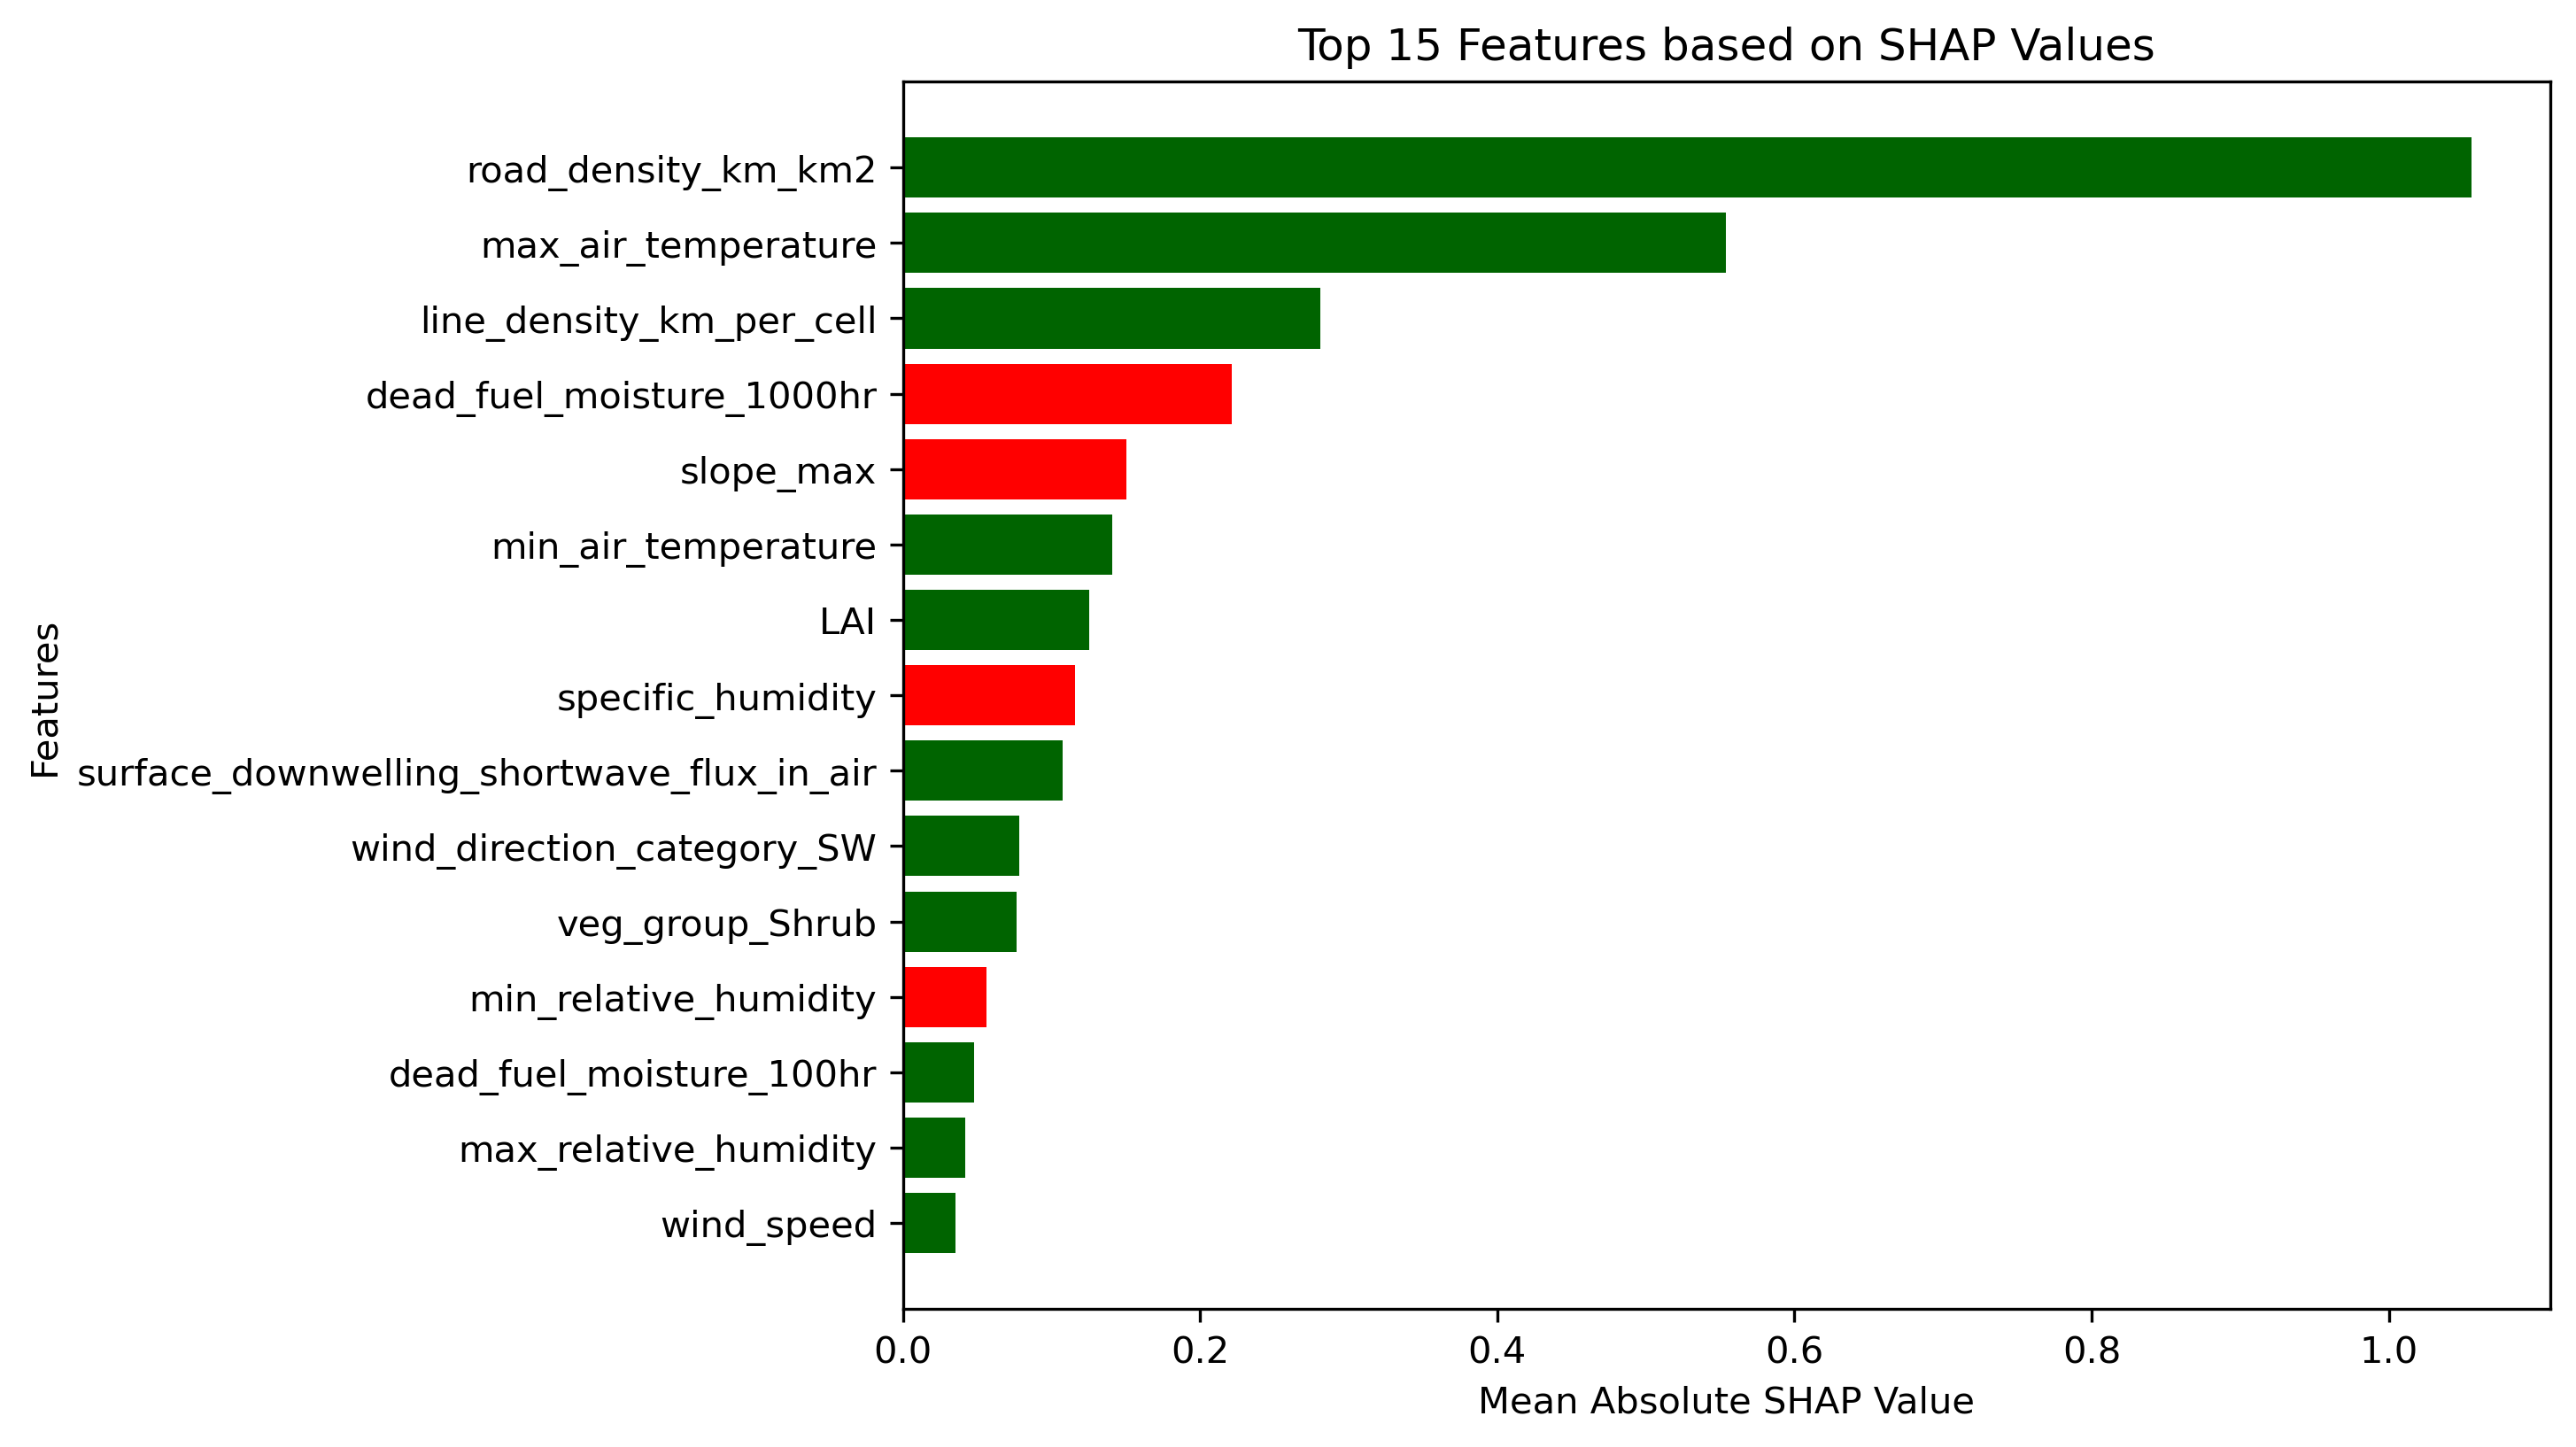 Top 15 Features based on SHAP Values
road_density_km_km2
max_air_temperature
line_density_km_per_cell
dead_fuel_moisture_1000hr
slope_max
min_air_temperature
LAI
specific_humidity
surface_downwelling_shortwave_flux_in_air
wind_direction_category_SW
veg_group_Shrub
min_relative_humidity
dead_fuel_moisture_100hr
max_relative_humidity
wind_speed
Features
0.0 0.2 0.4 0.6 0.8 1.0
Mean Absolute SHAP Value